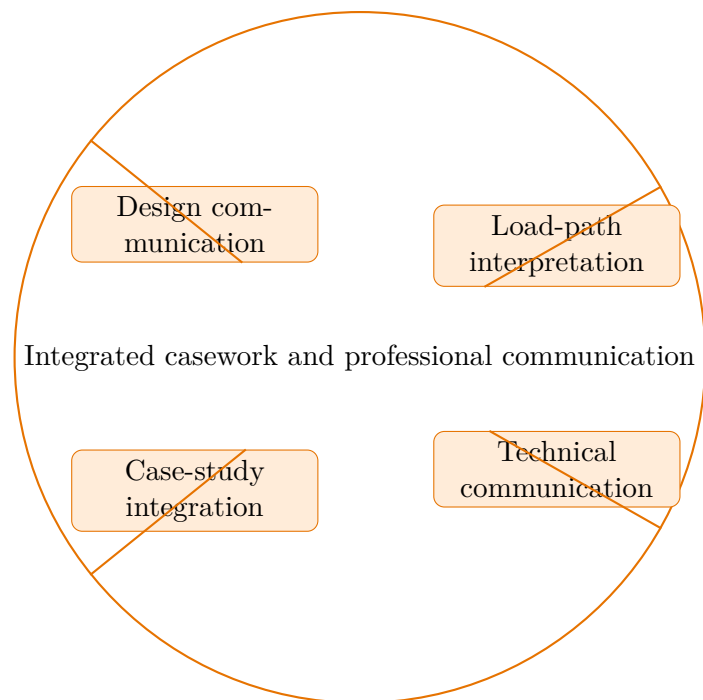 Design com-
munication
Load-path
interpretation
Integrated casework and professional communication
Case-study
integration
Technical
communication